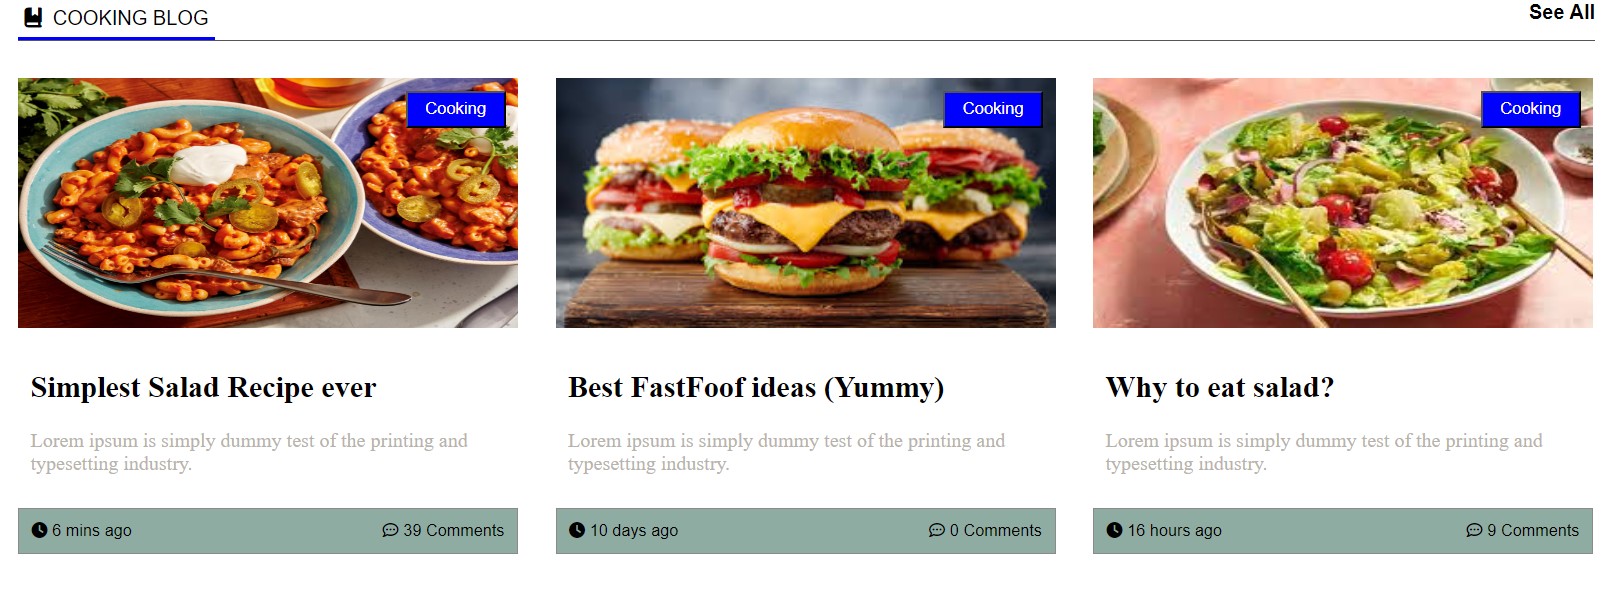 COOKING BLOG
See All
Cooking
Cooking
Cooking
Simplest Salad Recipe ever
Lorem ipsum is simply dummy test of the printing and
typesetting industry.
6 mins ago
39 Comments
Best FastFoof ideas (Yummy)
Lorem ipsum is simply dummy test of the printing and
typesetting industry.
10 days ago
0 Comments
Why to eat salad?
Lorem ipsum is simply dummy test of the printing and
typesetting industry.
16 hours ago
9 Comments